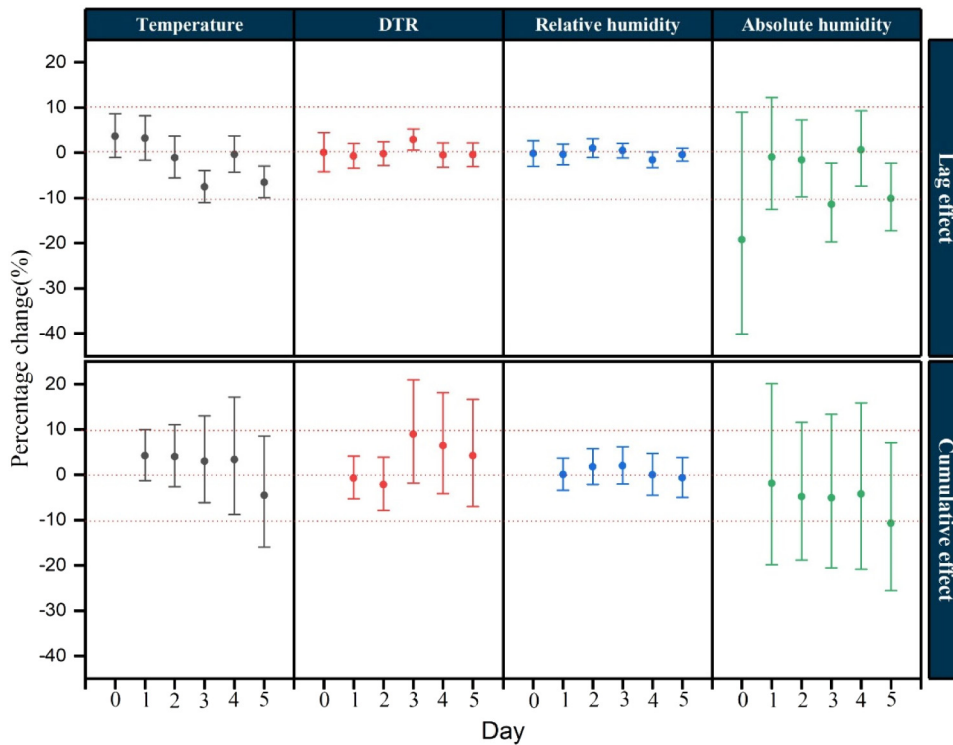 Temperature
DTR
Relative humidity
Absolute humidity
20
10
0
-10
-20
-30
-40
Lag effect
Percentage change(%)
20
10
0
-10
-20
-30
-40
Cumulative effect
0 1 2 3 4 5
0 1 2 3 4 5
0 1 2 3 4 5
0 1 2 3 4 5
Day